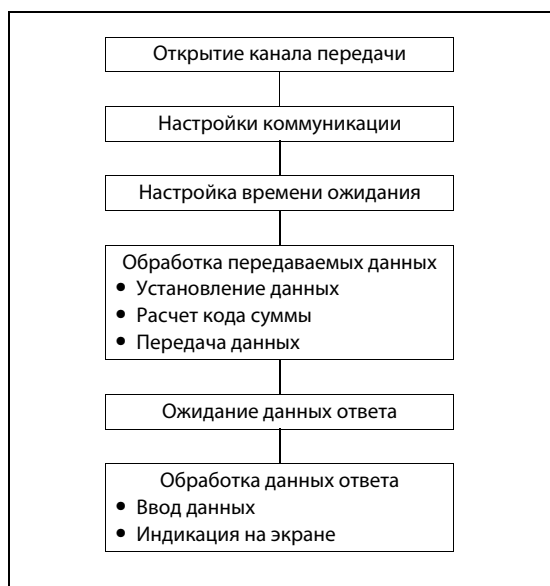 Открытие канала передачи
Настройки коммуникации
Настройка времени ожидания
Обработка передаваемых данных
• Установление данных
• Расчет кода суммы
• Передача данных
Ожидание данных ответа
Обработка данных ответа
• Ввод данных
• Индикация на экране